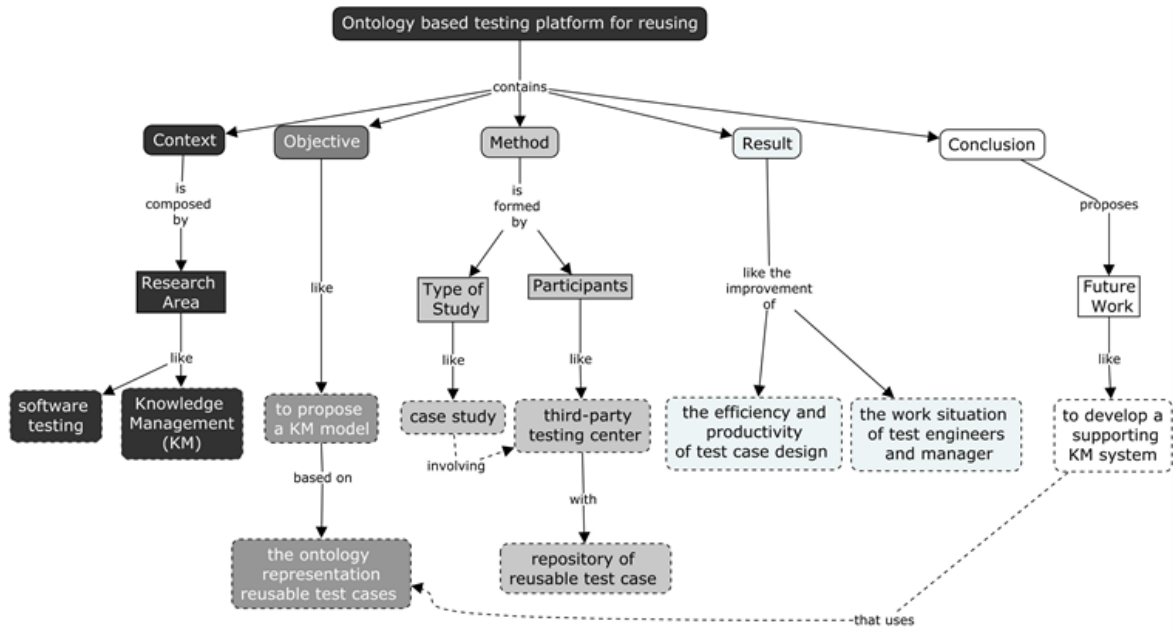 Ontology based testing platform for reusing
contains
Context
Objective
Method
Result
Conclusion
is
composed
by
is
formed
by
proposes
Research
Area
like
Type of
Study
Participants
like the
improvement
of
Future
Work
like
like
like
like
software
testing
Knowledge
Management
(KM)
to propose
a KM model
case study
third-party
testing center
the efficiency and
productivity
of test case design
the work situation
of test engineers
and manager
to develop a
supporting
KM system
involving
based on
with
the ontology
representation
reusable test cases
repository of
reusable test case
that uses